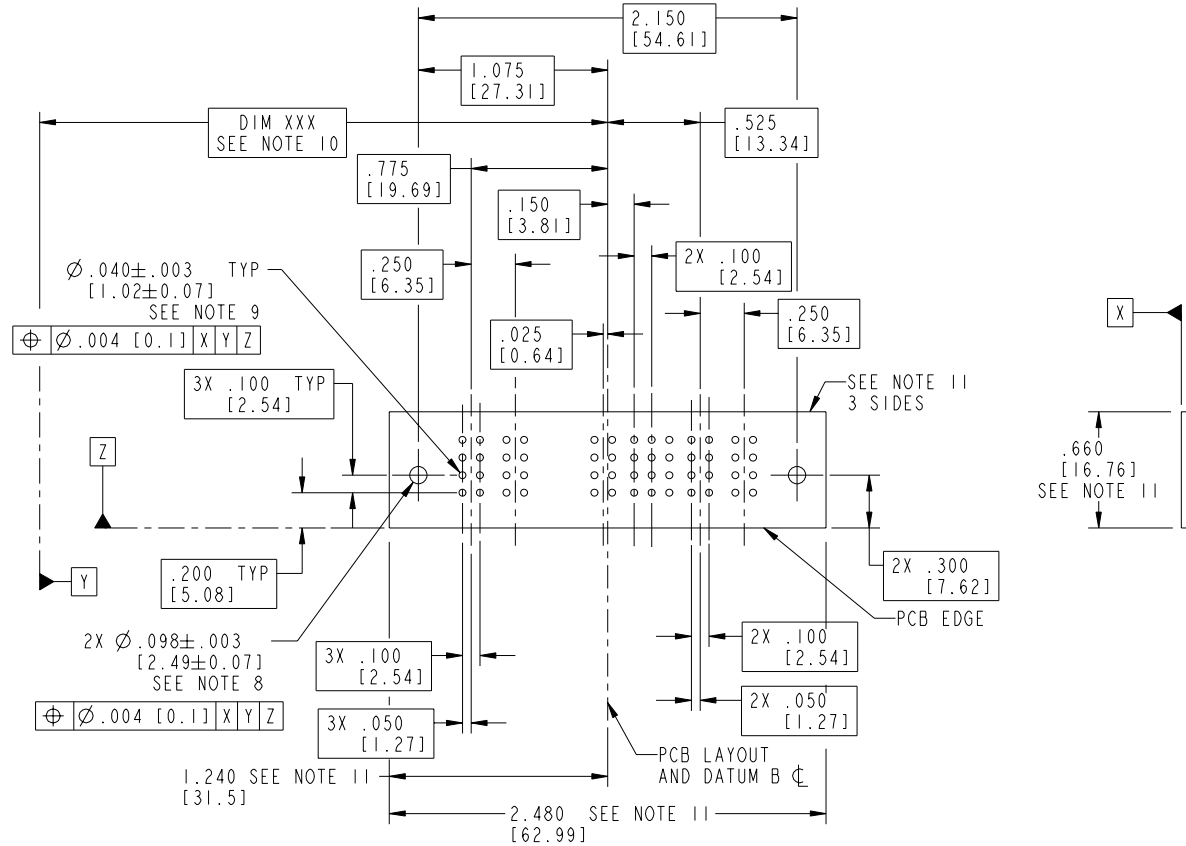 2.150
[54.61]
1.075
[27.31]
DIM XXX
SEE NOTE 10
.525
[13.34]
.775
[19.69]
.150
[3.81]
2X .100
[2.54]
.250
[6.35]
Ø .040±.003 TYP
[1.02±0.07]
SEE NOTE 9
⌖ Ø .004 [0.1] X Y Z
.025
[0.64]
.250
[6.35]
X
3X .100 TYP
[2.54]
SEE NOTE 11
3 SIDES
Z
.660
[16.76]
SEE NOTE 11
.200 TYP
[5.08]
Y
2X .300
[7.62]
PCB EDGE
2X Ø .098±.003
[2.49±0.07]
SEE NOTE 8
⌖ Ø .004 [0.1] X Y Z
3X .100
[2.54]
2X .100
[2.54]
3X .050
[1.27]
2X .050
[1.27]
PCB LAYOUT
AND DATUM B ℄
1.240 SEE NOTE 11
[31.5]
2.480 SEE NOTE 11
[62.99]